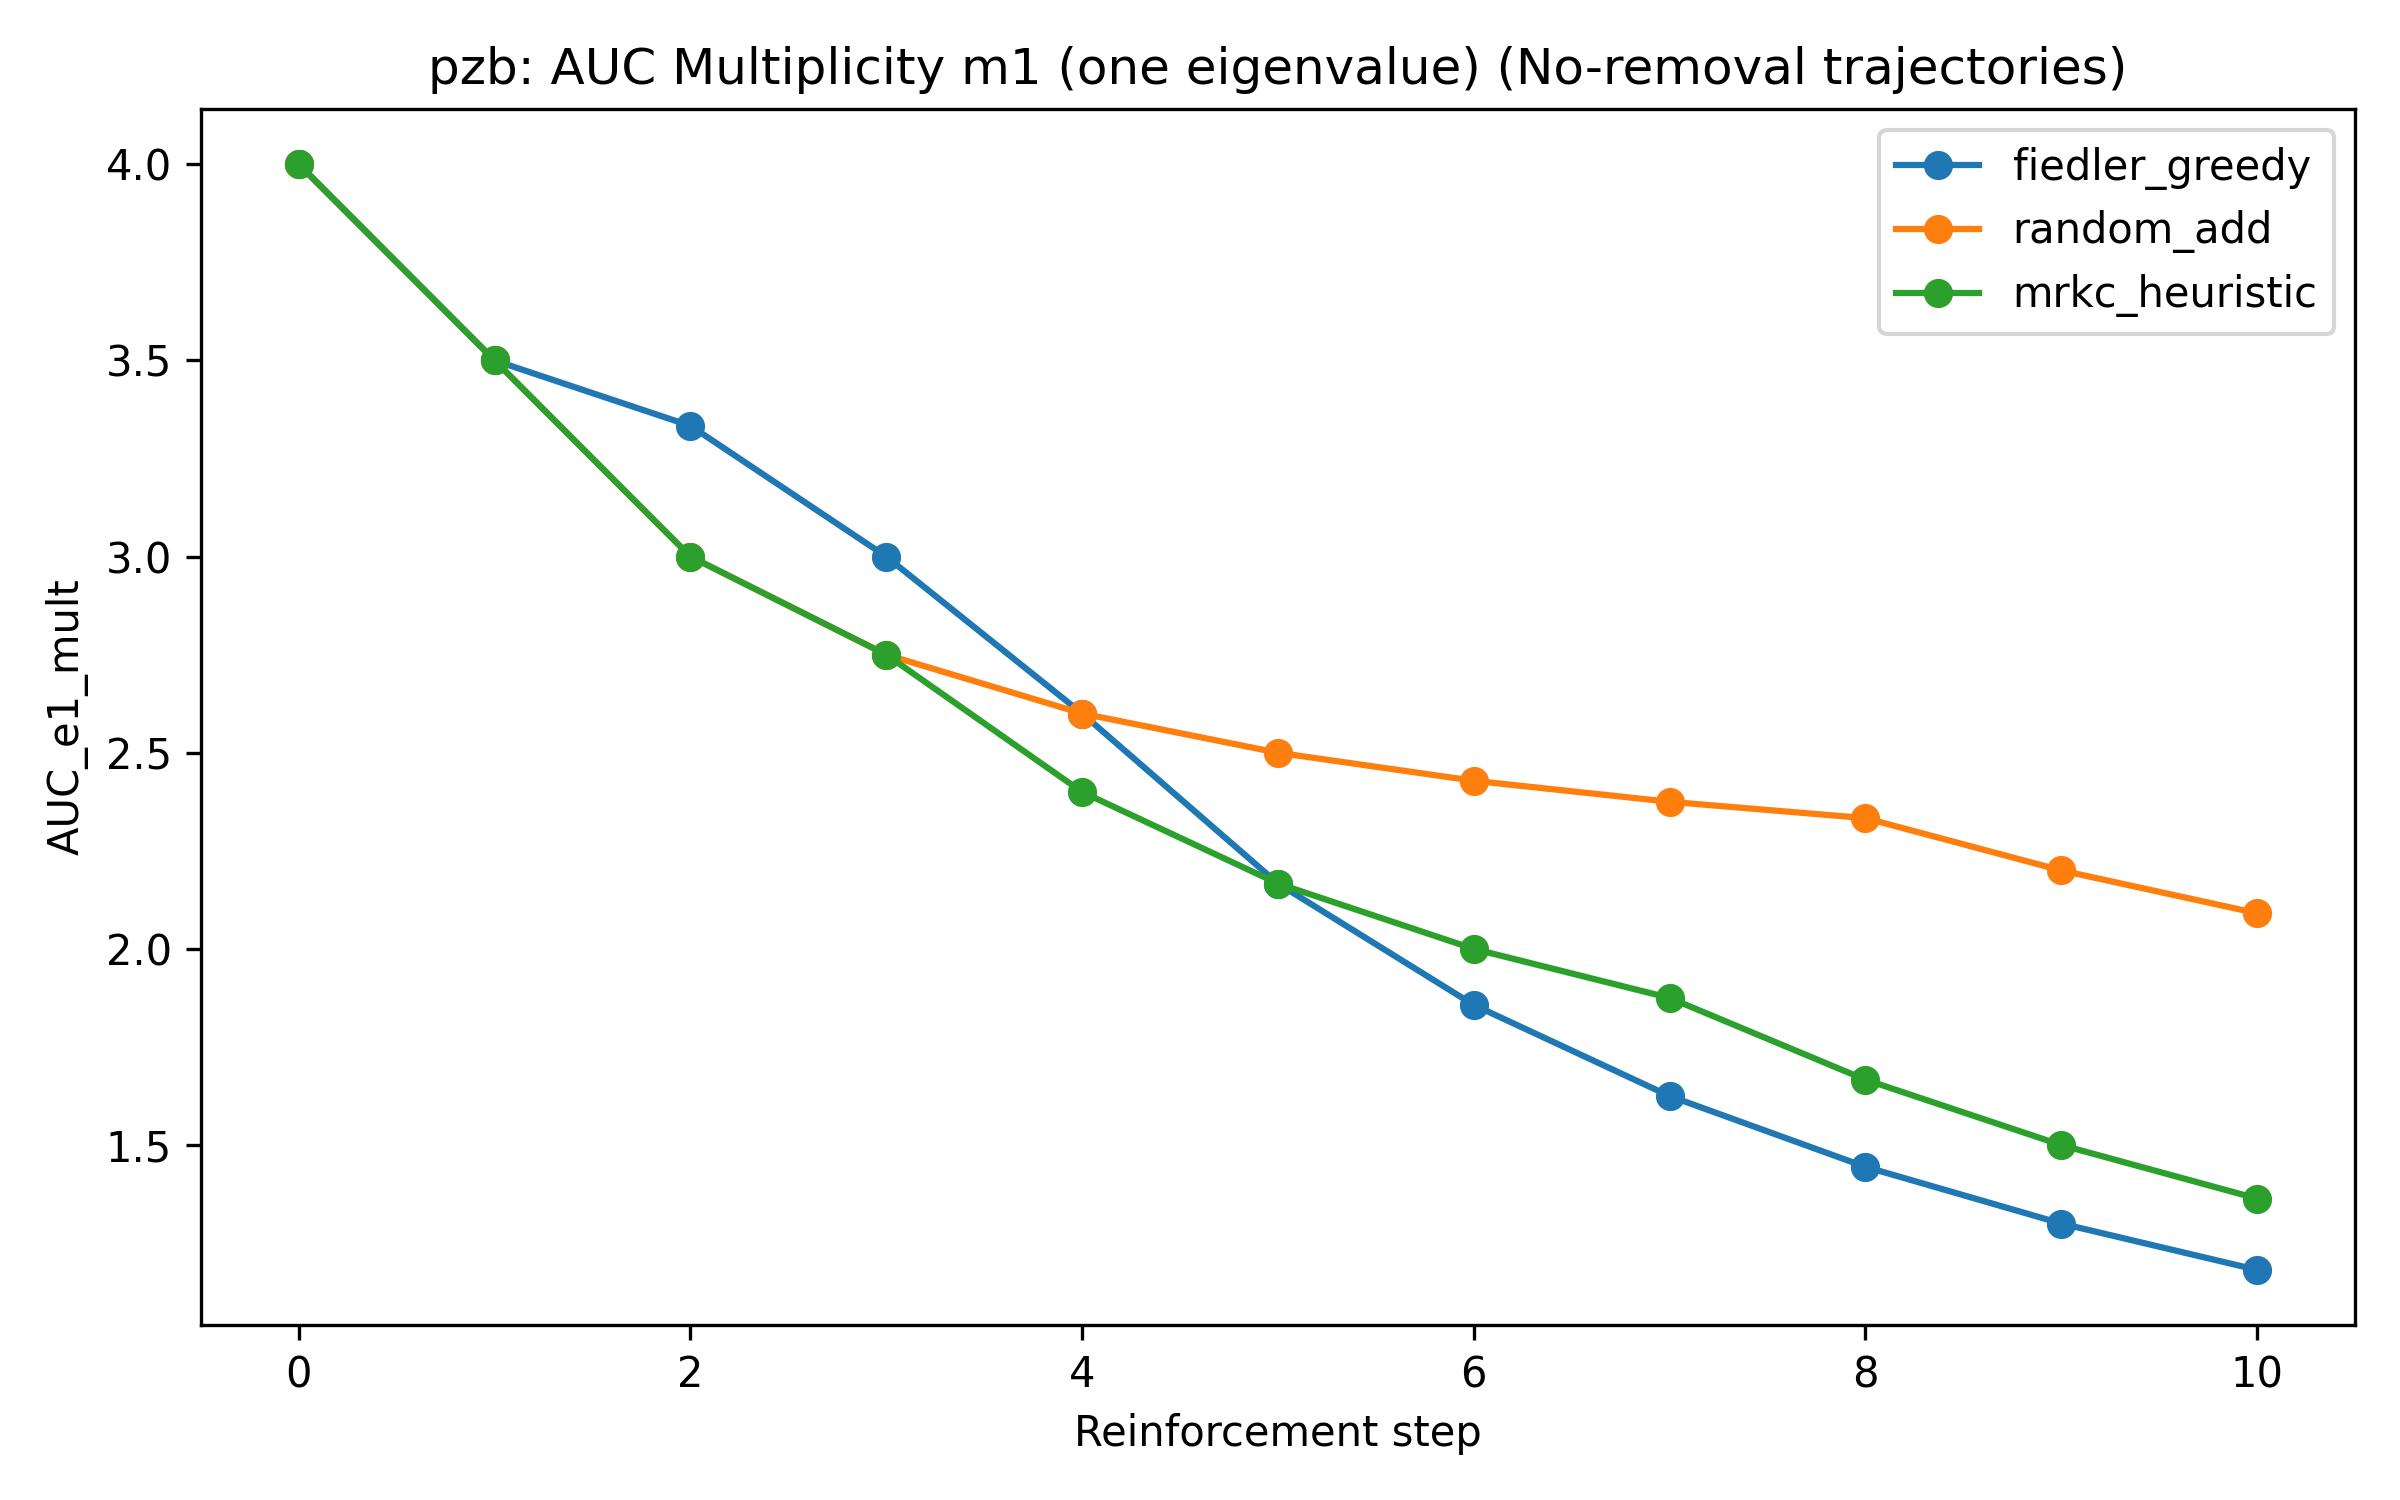 pzb: AUC Multiplicity m1 (one eigenvalue) (No-removal trajectories)
fiedler_greedy
random_add
mrkc_heuristic
AUC_e1_mult
4.0
3.5
3.0
2.5
2.0
1.5
0
2
4
6
8
10
Reinforcement step